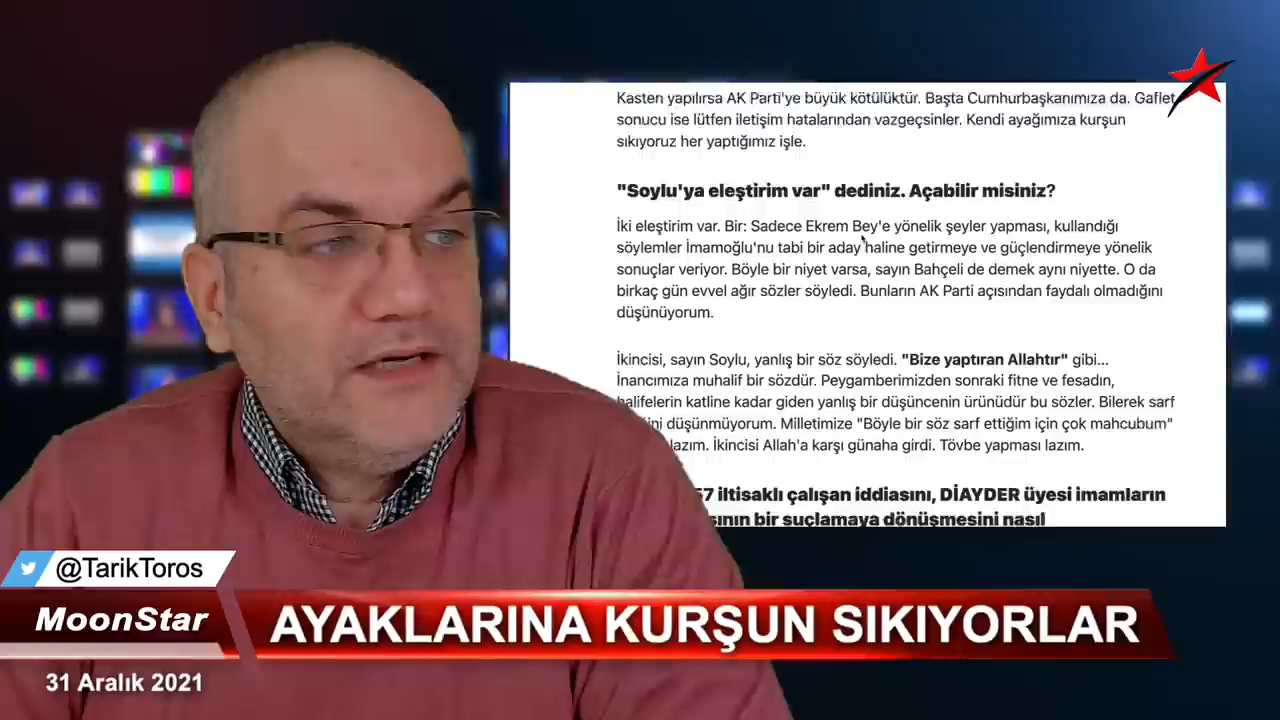 Kasten yapılırsa AK Parti'ye büyük kötülüktür. Başta Cumhurbaşkanımıza da. Gaflet
sonucu ise lütfen iletişim hatalarından vazgeçsinler. Kendi ayağımıza kurşun
sıkıyoruz her yaptığımız işle.
"Soylu'ya eleştirim var" dediniz. Açabilir misiniz?
İki eleştirim var. Bir: Sadece Ekrem Bey'e yönelik şeyler yapması, kullandığı
söylemler İmamoğlu'nu tabi bir aday haline getirmeye ve güçlendirmeye yönelik
sonuçlar veriyor. Böyle bir niyet varsa, sayın Bahçeli de demek aynı niyette. O da
birkaç gün evvel ağır sözler söyledi. Bunların AK Parti açısından faydalı olmadığını
düşünüyorum.
İkincisi, sayın Soylu, yanlış bir söz söyledi. "Bize yaptıran Allahtır" gibi...
İnancımıza muhalif bir sözdür. Peygamberimizden sonraki fitne ve fesadın,
halifelerin katline kadar giden yanlış bir düşüncenin ürünüdür bu sözler. Bilerek sarf
düşünmüyorum. Milletimize "Böyle bir söz sarf ettiğim için çok mahcubum"
lazım. İkincisi Allah'a karşı günaha girdi. Tövbe yapması lazım.
57 iltisaklı çalışan iddiasını, DİAYDER üyesi imamların
bir suçlamaya dönüşmesini nasıl
@TarikToros
MoonStar
AYAKLARINA KURŞUN SIKIYORLAR
31 Aralık 2021